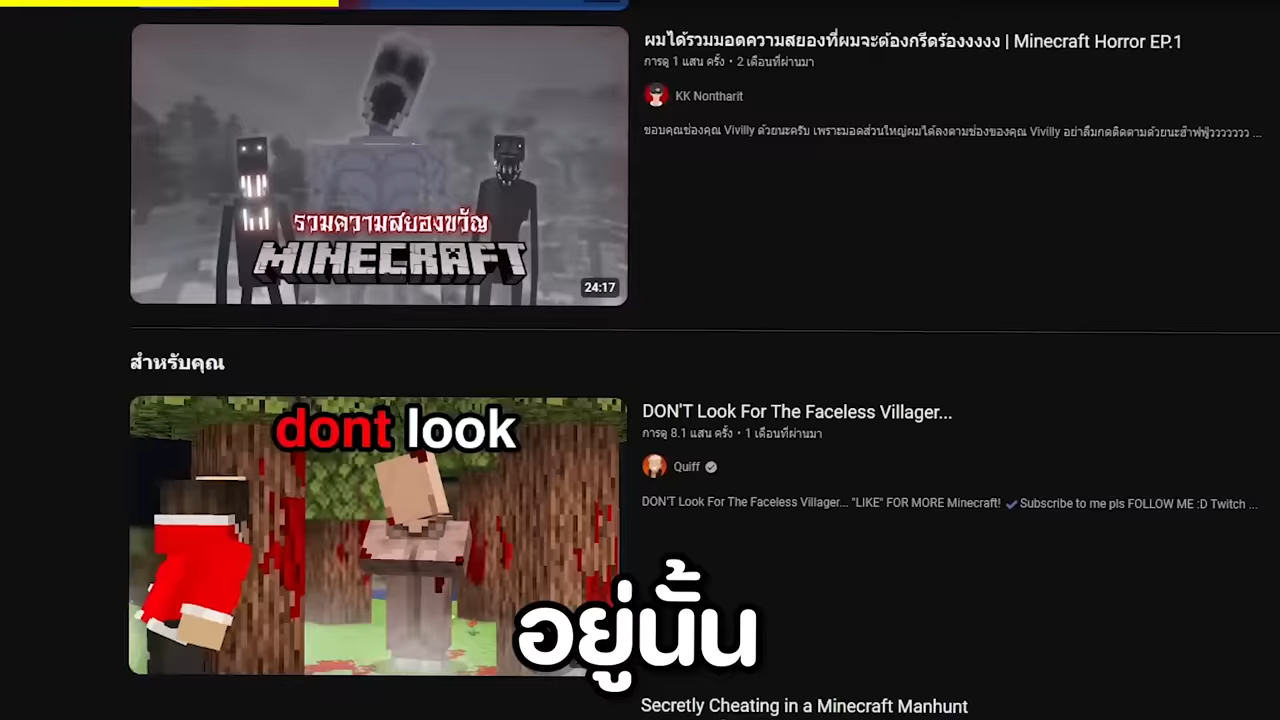 ผมได้รวมมอดความสยองที่ผมจะต้องกรีดร้องงงงง | Minecraft Horror EP.1
การดู 1 แสน ครั้ง • 2 เดือนที่ผ่านมา
KK Nontharit
ขอบคุณช่องคุณ Vivilly ด้วยนะครับ เพราะมอดส่วนใหญ่ผมได้ลงตามช่องของคุณ Vivilly อย่าลืมกดติดตามด้วยนะฮ๊าฟฟู่ววววววว ...
รวมความสยองขวัญ
MINECRAFT
24:17
สำหรับคุณ
dont look
DON'T Look For The Faceless Villager...
การดู 8.1 แสน ครั้ง • 1 เดือนที่ผ่านมา
Quiff
DON'T Look For The Faceless Villager... "LIKE" FOR MORE Minecraft! ✔ Subscribe to me pls FOLLOW ME :D Twitch ...
อยู่นั้น
Secretly Cheating in a Minecraft Manhunt